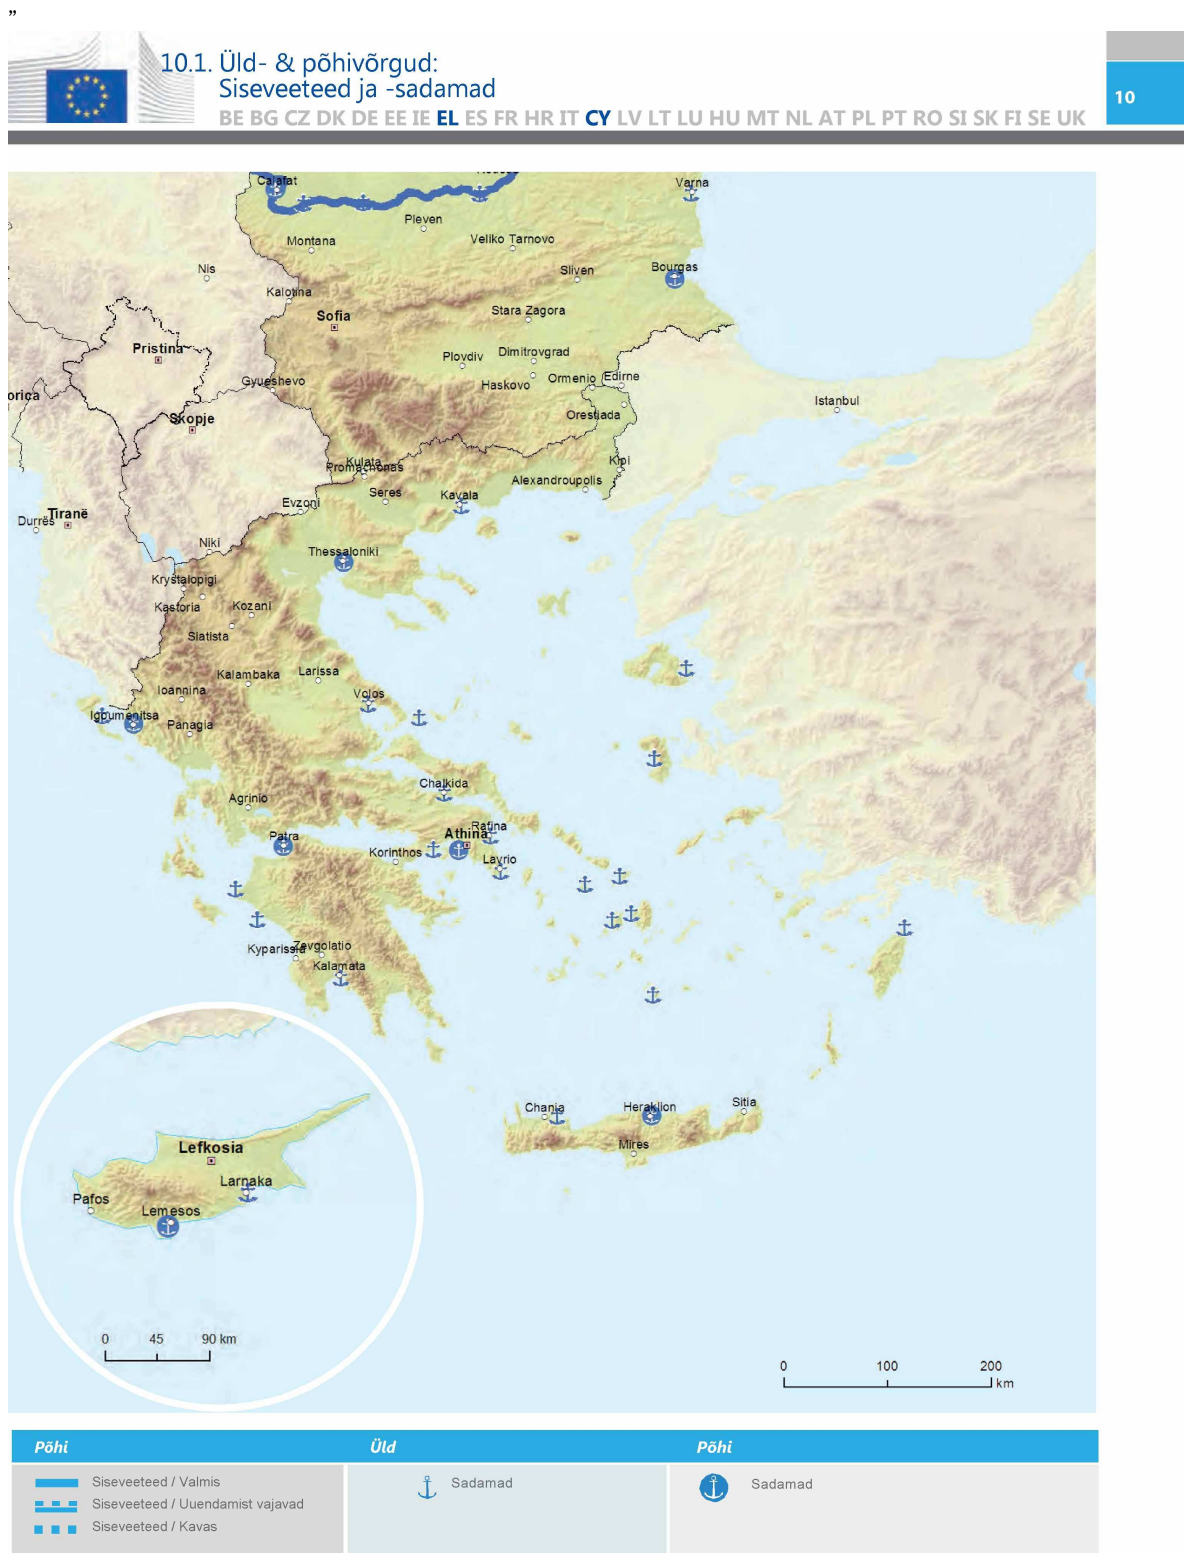 ”
10.1. Üld- & põhivõrgud:
Siseveeteed ja -sadamad
BE BG CZ DK DE EE IE EL ES FR HR IT CY LV LT LU HU MT NL AT PL PT RO SI SK FI SE UK
10
Calafat
Varna
Pleven
Montana
Veliko Tarnovo
Nis
Sliven
Bourgas
Kalotina
Sofia
Stara Zagora
Pristina
Plovdiv
Dimitrovgrad
Gyueshevo
Haskovo
Ormenio
Edirne
orica
Istanbul
Skopje
Orestiada
Kulata
Promachonas
Kipi
Alexandroupolis
Seres
Kavala
Evzoni
Durrës
Tiranë
Niki
Thessaloniki
Krystalopigi
Kastoria
Kozani
Siatista
Kalambaka
Larissa
Ioannina
Volos
Igoumenitsa
Panagia
Chalkida
Agrinio
Patra
Rafina
Athina
Korinthos
Lavrio
Kyparissia
Zevgolatio
Kalamata
Chania
Heraklion
Sitia
Mires
Lefkosia
Larnaka
Pafos
Lemesos
0 45 90 km
0 100 200
km
Põhi Üld Põhi
Siseveeteed / Valmis
Siseveeteed / Uuendamist vajavad
Siseveeteed / Kavas
Sadamad
Sadamad